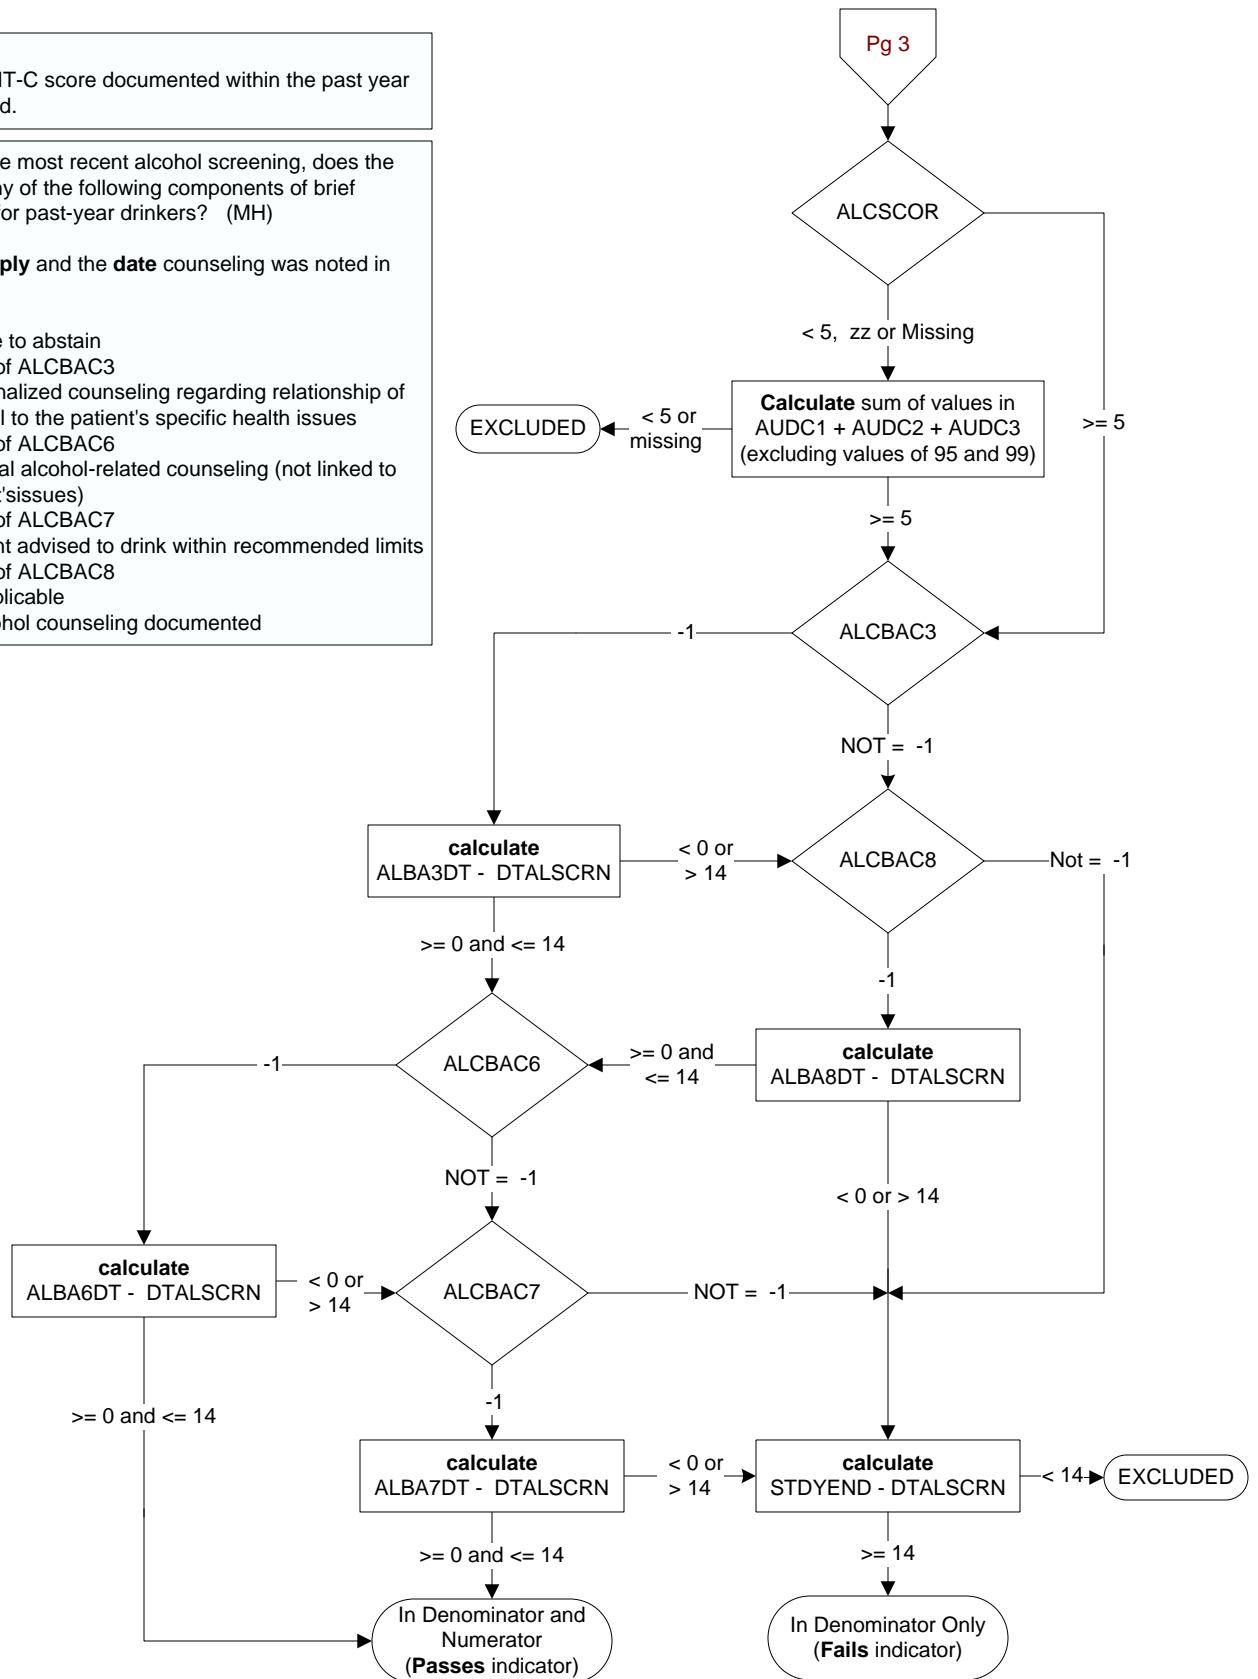 Pg 3
IT-C score documented within the past year
d.
e most recent alcohol screening, does the
ny of the following components of brief
for past-year drinkers? (MH)
ply and the date counseling was noted in
e to abstain
of ALCBAC3
nalized counseling regarding relationship of
l to the patient's specific health issues
of ALCBAC6
al alcohol-related counseling (not linked to
t'sissues)
of ALCBAC7
nt advised to drink within recommended limits
of ALCBAC8
plicable
ohol counseling documented
ALCSCOR
< 5, zz or Missing
>= 5
Calculate sum of values in
AUDC1 + AUDC2 + AUDC3
(excluding values of 95 and 99)
< 5 or
missing
EXCLUDED
>= 5
ALCBAC3
-1
NOT = -1
calculate
ALBA3DT - DTALSCRN
< 0 or
> 14
ALCBAC8
Not = -1
>= 0 and <= 14
-1
ALCBAC6
-1
>= 0 and
<= 14
calculate
ALBA8DT - DTALSCRN
NOT = -1
< 0 or > 14
calculate
ALBA6DT - DTALSCRN
< 0 or
> 14
ALCBAC7
NOT = -1
>= 0 and <= 14
-1
calculate
ALBA7DT - DTALSCRN
< 0 or
> 14
calculate
STDYEND - DTALSCRN
< 14
EXCLUDED
>= 0 and <= 14
>= 14
In Denominator and
Numerator
(Passes indicator)
In Denominator Only
(Fails indicator)